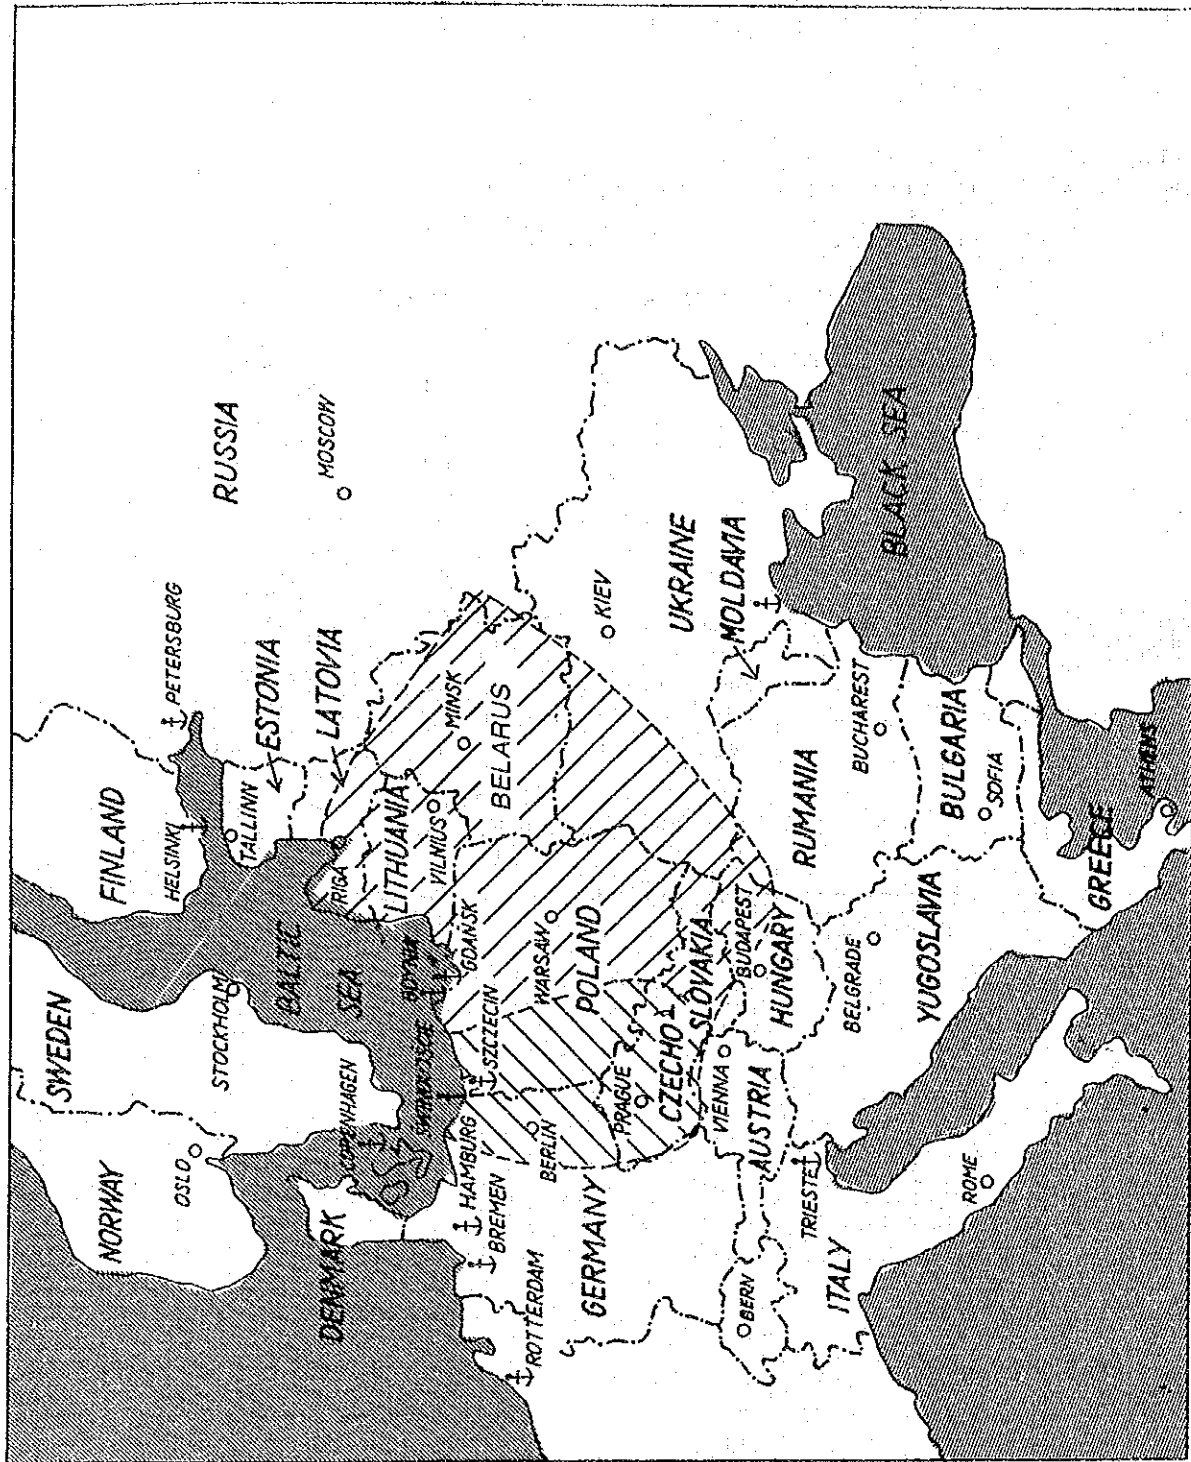 NORWAY
SWEDEN
FINLAND
OSLO
STOCKHOLM
HELSINKI
PETERSBURG
TALLINN
ESTONIA
RUSSIA
DENMARK
COPENHAGEN
BALTIC
SEA
RIGA
LATOVIA
MOSCOW
LITHUANIA
VILNIUS
MINSK
BELARUS
HAMBURG
BREMEN
ROTTERDAM
SZCZECIN
GDANSK
BERLIN
WARSAW
POLAND
GERMANY
PRAGUE
CZECHO
SLOVAKIA
KIEV
UKRAINE
MOLDAVIA
BERN
VIENNA
AUSTRIA
BUDAPEST
HUNGARY
TRIESTE
ITALY
RUMANIA
BUCHAREST
BELGRADE
YUGOSLAVIA
BLACK SEA
BULGARIA
SOFIA
ROME
GREECE
ATHENS